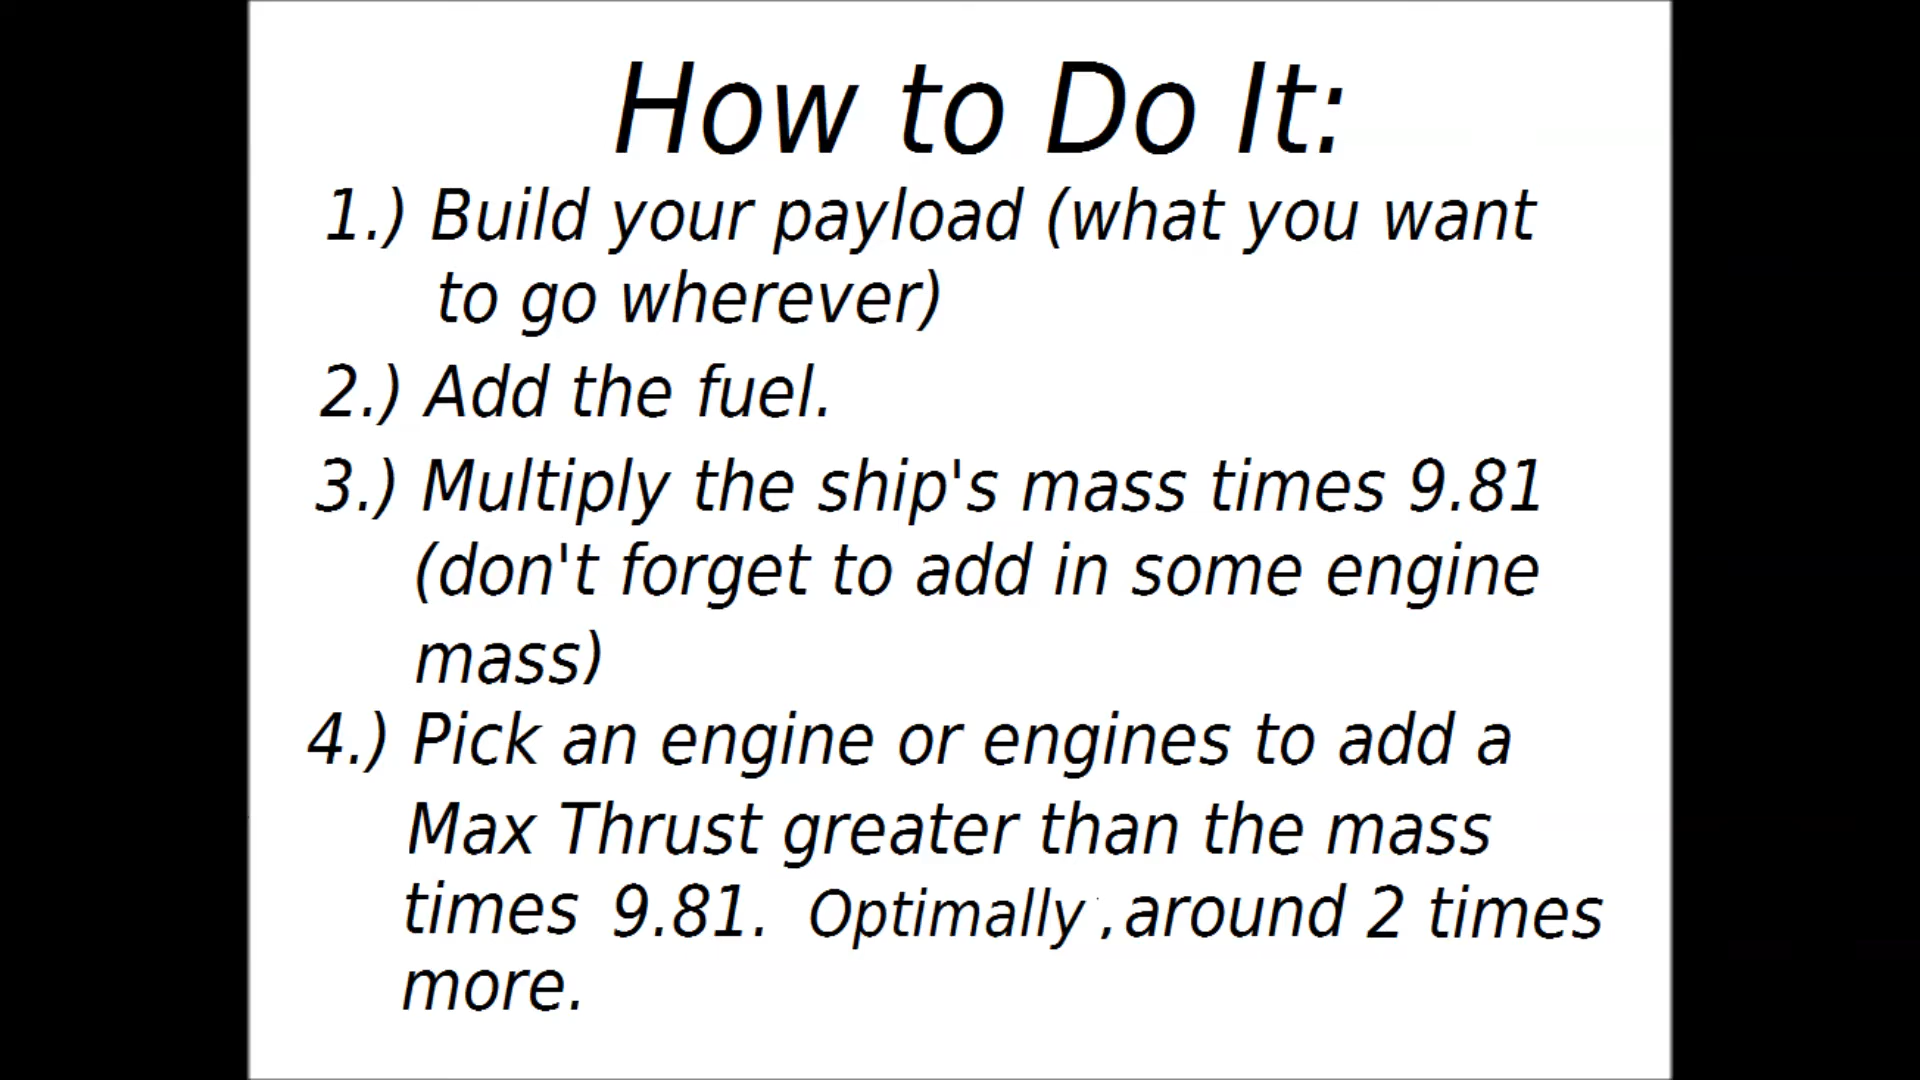 How to Do It:
1.) Build your payload (what you want
to go wherever)
2.) Add the fuel.
3.) Multiply the ship's mass times 9.81
(don't forget to add in some engine
mass)
4.) Pick an engine or engines to add a
Max Thrust greater than the mass
times 9.81. Optimally , around 2 times
more.